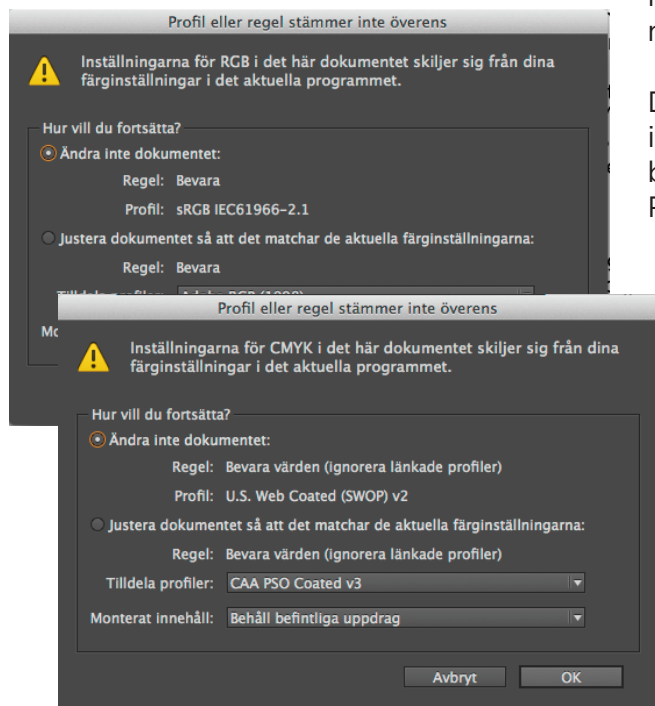 Profil eller regel stämmer inte överens
Inställningarna för RGB i det här dokumentet skiljer sig från dina
färginställningar i det aktuella programmet.
Hur vill du fortsätta?
Ändra inte dokumentet:
Regel: Bevara
Profil: sRGB IEC61966-2.1
Justera dokumentet så att det matchar de aktuella färginställningarna:
Regel: Bevara
Profil eller regel stämmer inte överens
Inställningarna för CMYK i det här dokumentet skiljer sig från dina
färginställningar i det aktuella programmet.
Hur vill du fortsätta?
Ändra inte dokumentet:
Regel: Bevara värden (ignorera länkade profiler)
Profil: U.S. Web Coated (SWOP) v2
Justera dokumentet så att det matchar de aktuella färginställningarna:
Regel: Bevara värden (ignorera länkade profiler)
Tilldela profiler: CAA PSO Coated v3
Monterat innehåll: Behåll befintliga uppdrag
Avbryt OK